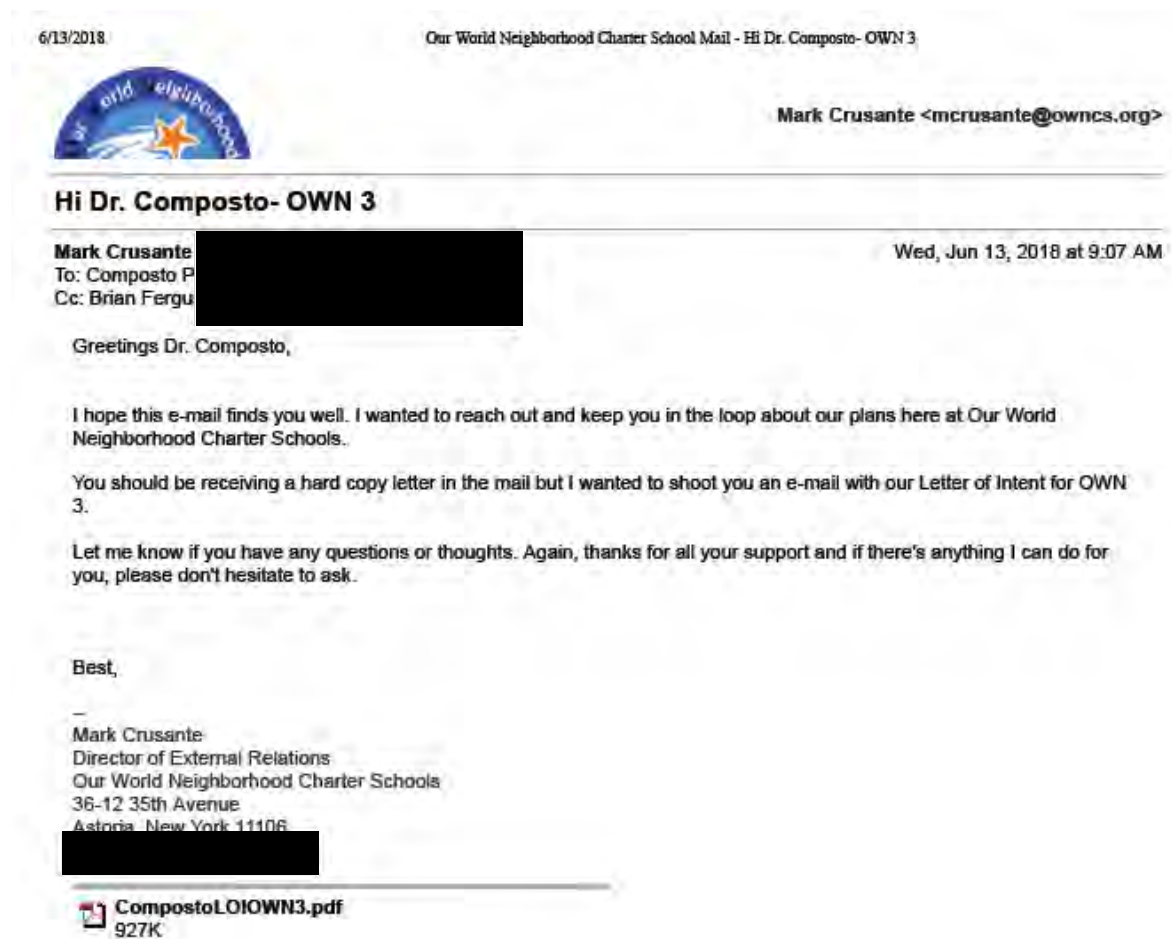 6/13/2018
Our World Neighborhood Charter School Mail - Hi Dr. Composto- OWN 3
World Neighborhood
Mark Crusante <mcrusante@owncs.org>
Hi Dr. Composto- OWN 3
Mark Crusante
Wed, Jun 13, 2018 at 9:07 AM
To: Composto P
Cc: Brian Fergu
Greetings Dr. Composto,
I hope this e-mail finds you well. I wanted to reach out and keep you in the loop about our plans here at Our World
Neighborhood Charter Schools.
You should be receiving a hard copy letter in the mail but I wanted to shoot you an e-mail with our Letter of Intent for OWN
3.
Let me know if you have any questions or thoughts. Again, thanks for all your support and if there's anything I can do for
you, please don't hesitate to ask.
Best,
--
Mark Crusante
Director of External Relations
Our World Neighborhood Charter Schools
36-12 35th Avenue
Astoria, New York 11106
CompostoLOIOWN3.pdf
927K